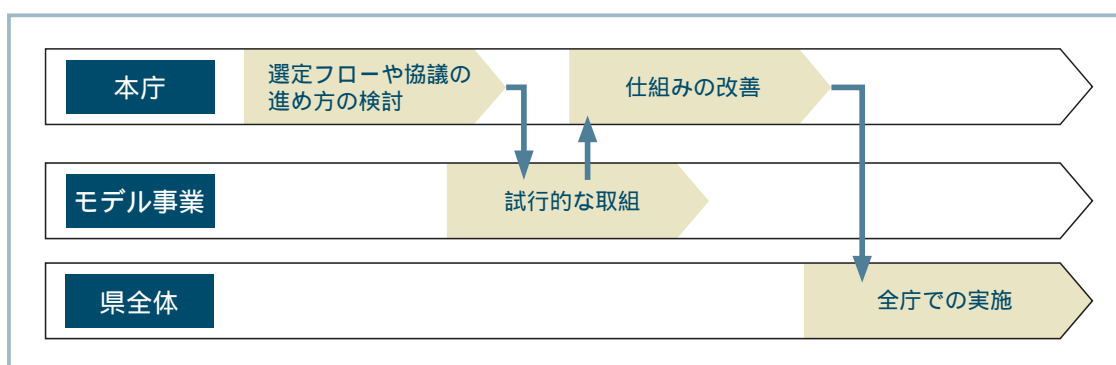 本庁
選定フローや協議の
進め方の検討
仕組みの改善
モデル事業
試行的な取組
県全体
全庁での実施